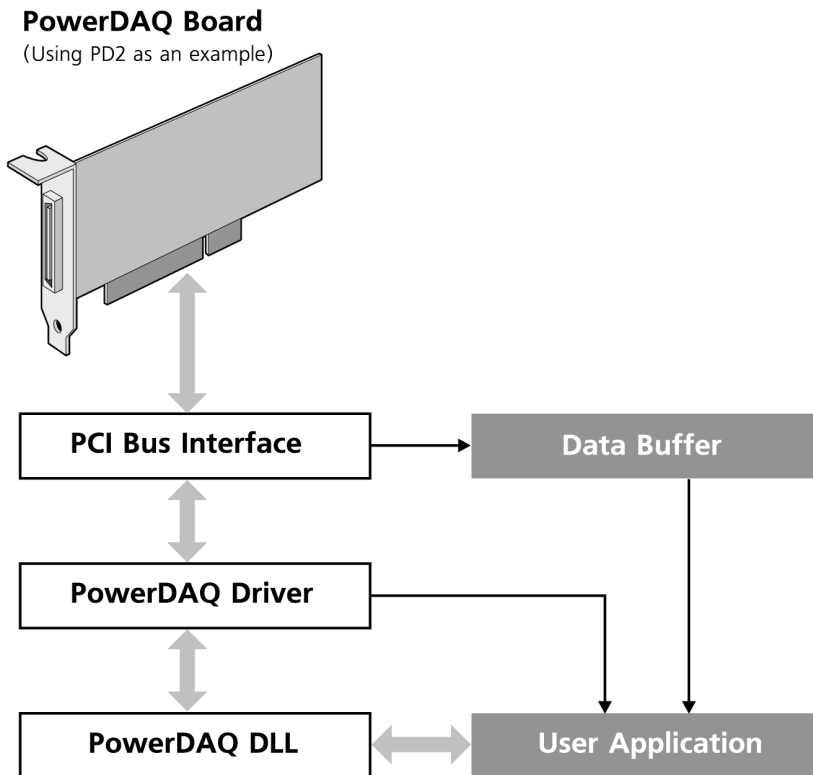 PowerDAQ Board
(Using PD2 as an example)
PCI Bus Interface
Data Buffer
PowerDAQ Driver
PowerDAQ DLL
User Application